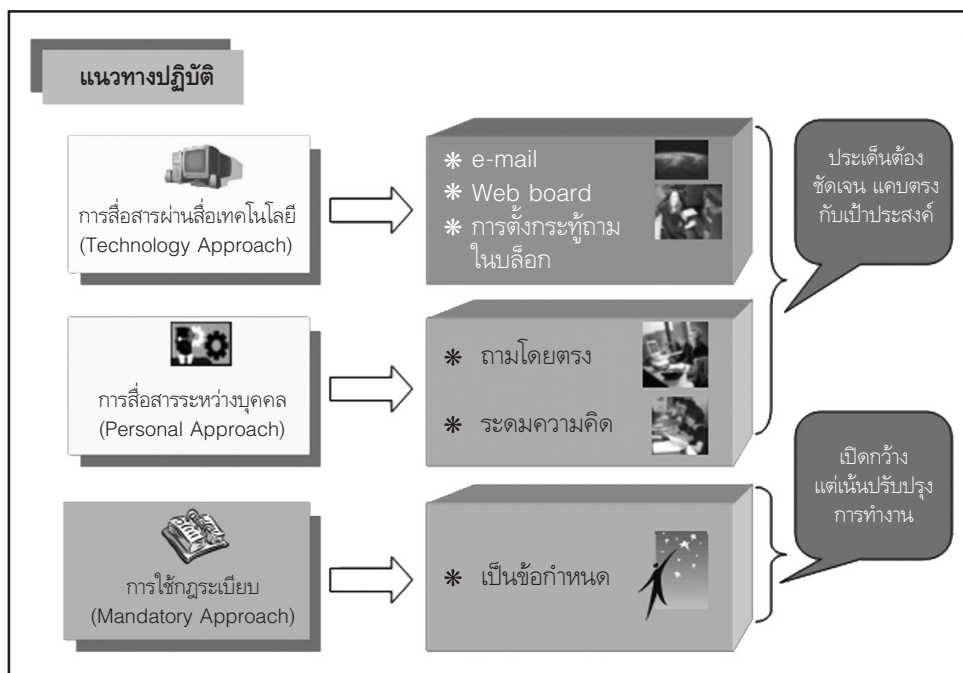 แนวทางปฏิบัติ
การสื่อสารผ่านสื่อเทคโนโลยี
(Technology Approach)
❋ e-mail
❋ Web board
❋ การตั้งกระทู้ถาม
ในบล็อก
ประเด็นต้อง
ชัดเจน แคบตรง
กับเป้าประสงค์
การสื่อสารระหว่างบุคคล
(Personal Approach)
❋ ถามโดยตรง
❋ ระดมความคิด
การใช้กฎระเบียบ
(Mandatory Approach)
❋ เป็นข้อกำหนด
เปิดกว้าง
แต่เน้นปรับปรุง
การทำงาน